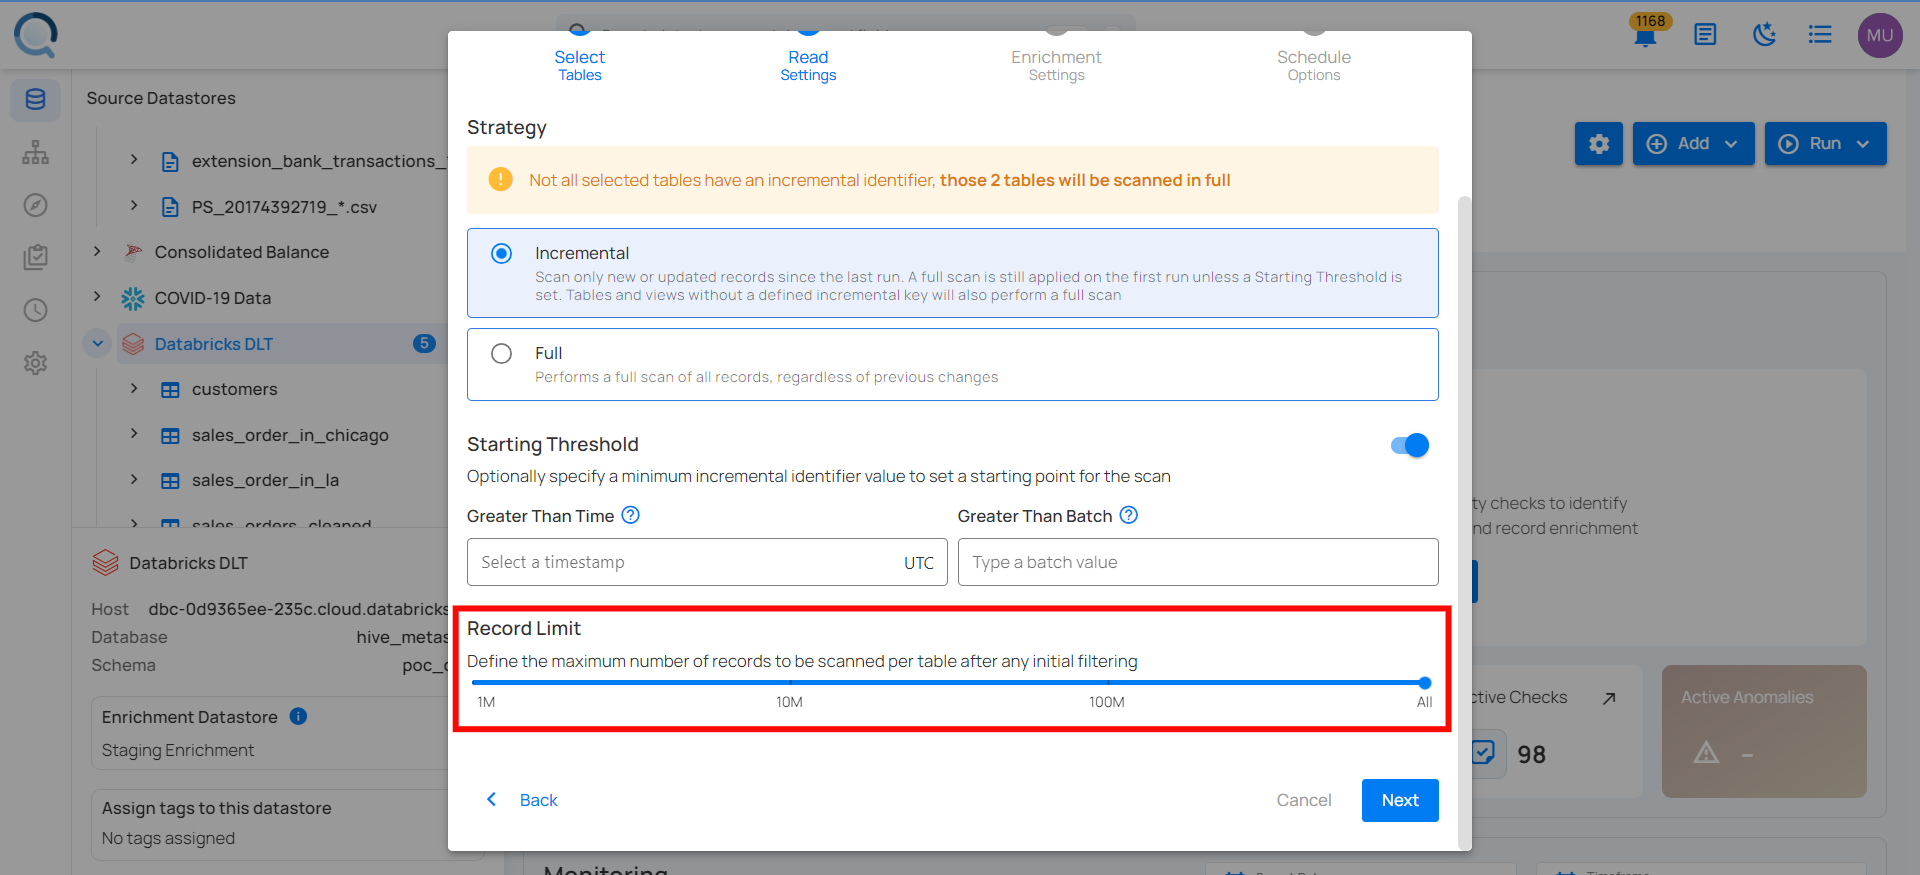 1168
MU
Source Datastores
extension_bank_transactions_
PS_20174392719_*.csv
Consolidated Balance
COVID-19 Data
Databricks DLT
5
customers
sales_order_in_chicago
sales_order_in_la
sales_orders_cleaned
Databricks DLT
Host dbc-0d9365ee-235c.cloud.databricks
Database hive_metas
Schema poc_
Enrichment Datastore
Staging Enrichment
Assign tags to this datastore
No tags assigned
Select
Tables
Read
Settings
Enrichment
Settings
Schedule
Options
Strategy
Not all selected tables have an incremental identifier, those 2 tables will be scanned in full
Incremental
Scan only new or updated records since the last run. A full scan is still applied on the first run unless a Starting Threshold is
set. Tables and views without a defined incremental key will also perform a full scan
Full
Performs a full scan of all records, regardless of previous changes
Starting Threshold
Optionally specify a minimum incremental identifier value to set a starting point for the scan
Greater Than Time
Greater Than Batch
Select a timestamp UTC
Type a batch value
Record Limit
Define the maximum number of records to be scanned per table after any initial filtering
1M 10M 100M All
Back
Cancel
Next
Add
Run
ty checks to identify
nd record enrichment
ctive Checks
98
Active Anomalies
–
Monitoring